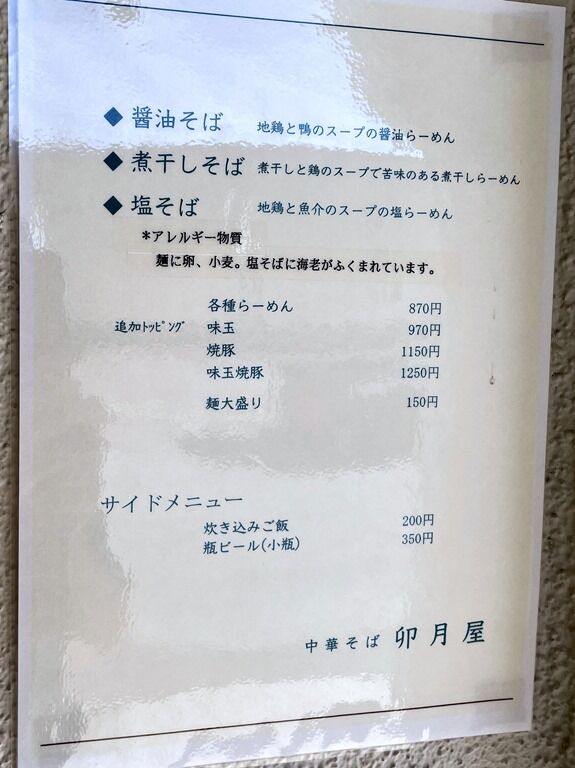 ◆ 醤油そば 地鶏と鴨のスープの醤油らーめん
◆ 煮干しそば 煮干しと鶏のスープで苦味のある煮干しらーめん
◆ 塩そば 地鶏と魚介のスープの塩らーめん
*アレルギー物質
麺に卵、小麦。塩そばに海老がふくまれています。
各種らーめん 870円
追加ﾄｯﾋﾟﾝｸﾞ 味玉 970円
焼豚 1150円
味玉焼豚 1250円
麺大盛り 150円
サイドメニュー
炊き込みご飯 200円
瓶ビール(小瓶) 350円
中華そば 卯月屋